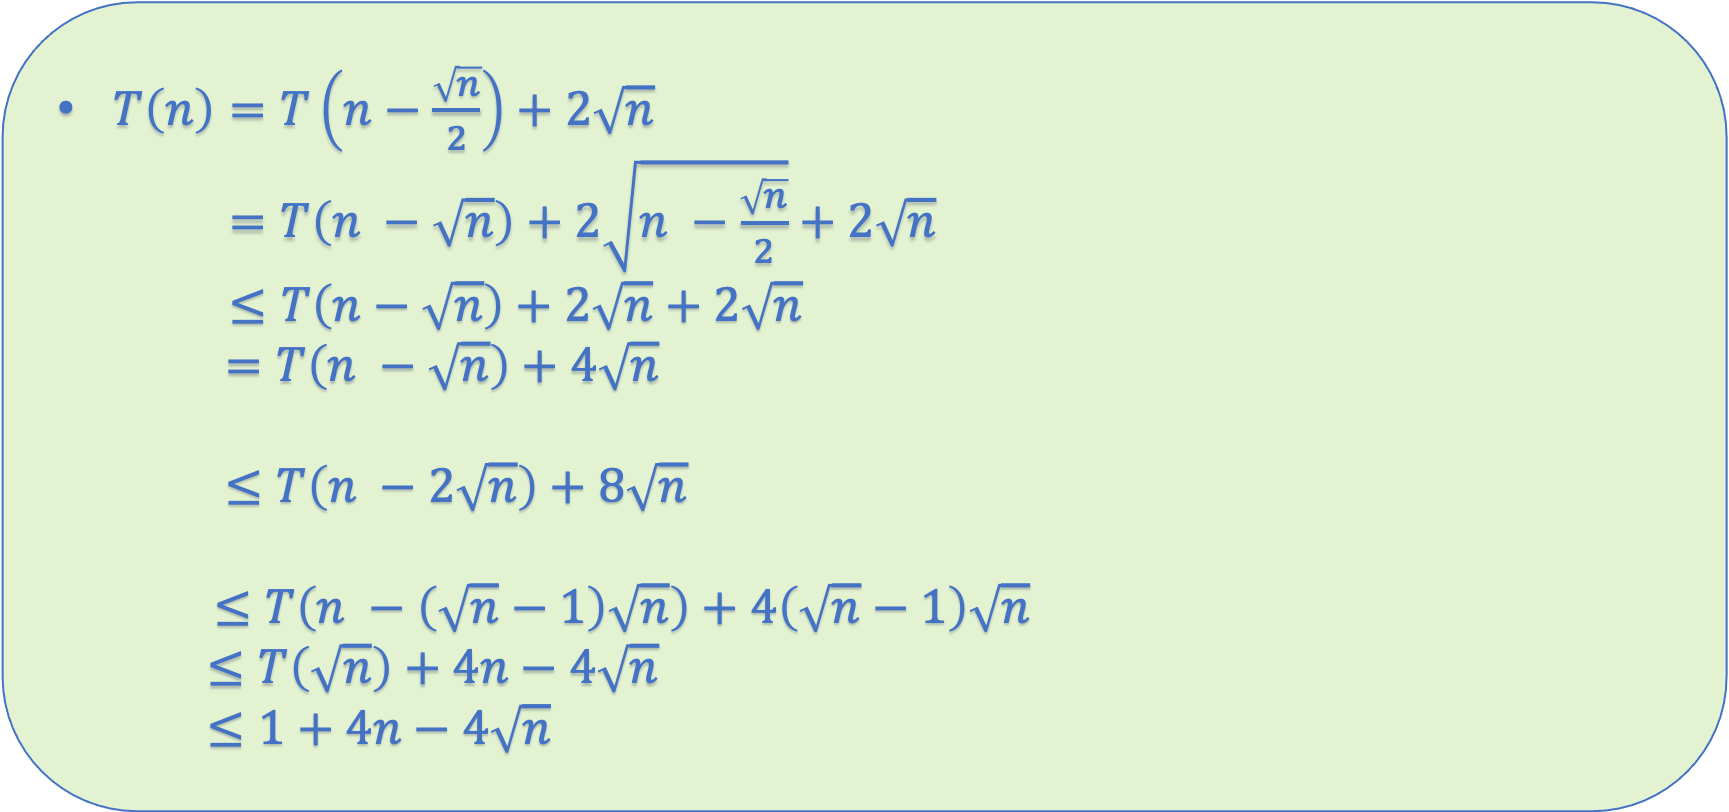 • T(n) = T(n − √n/2) + 2√n
= T(n − √n) + 2√(n − √n/2) + 2√n
≤ T(n − √n) + 2√n + 2√n
= T(n − √n) + 4√n
≤ T(n − 2√n) + 8√n
≤ T(n − (√n − 1)√n) + 4(√n − 1)√n
≤ T(√n) + 4n − 4√n
≤ 1 + 4n − 4√n